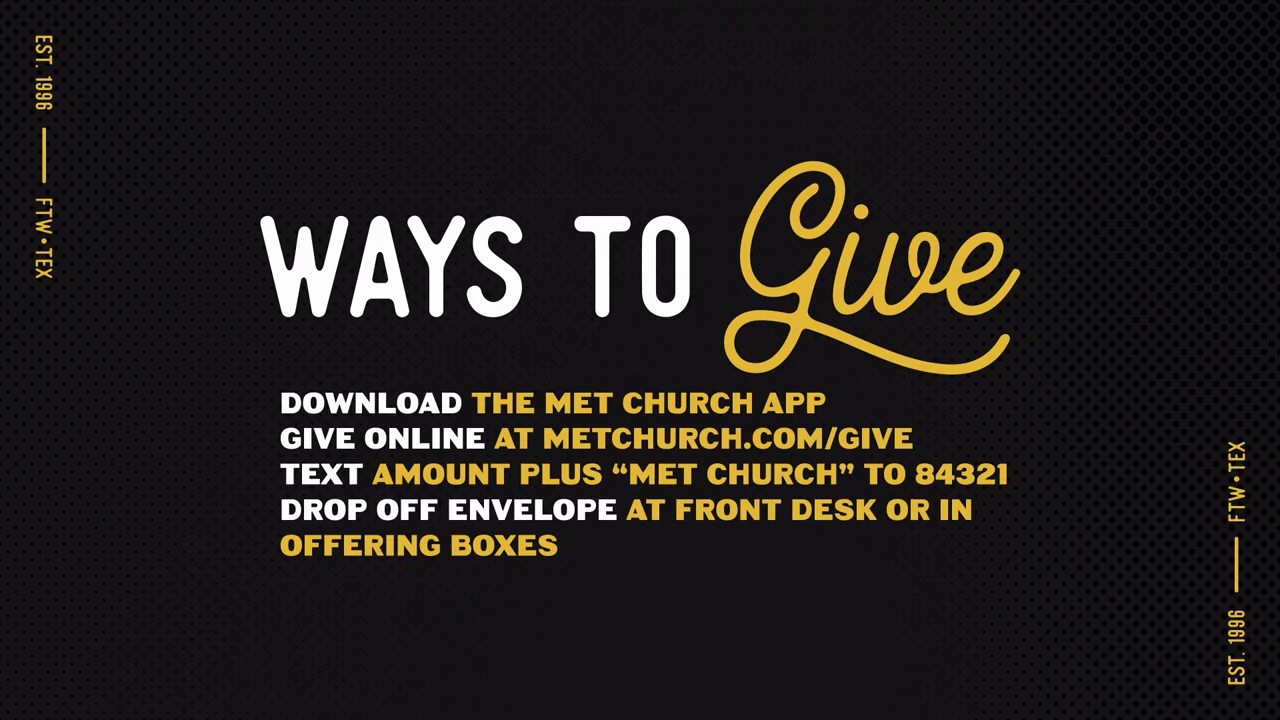 EST. 1996 — FTW•TEX
WAYS TO Give
DOWNLOAD THE MET CHURCH APP
GIVE ONLINE AT METCHURCH.COM/GIVE
TEXT AMOUNT PLUS “MET CHURCH” TO 84321
DROP OFF ENVELOPE AT FRONT DESK OR IN
OFFERING BOXES
EST. 1996 — FTW•TEX